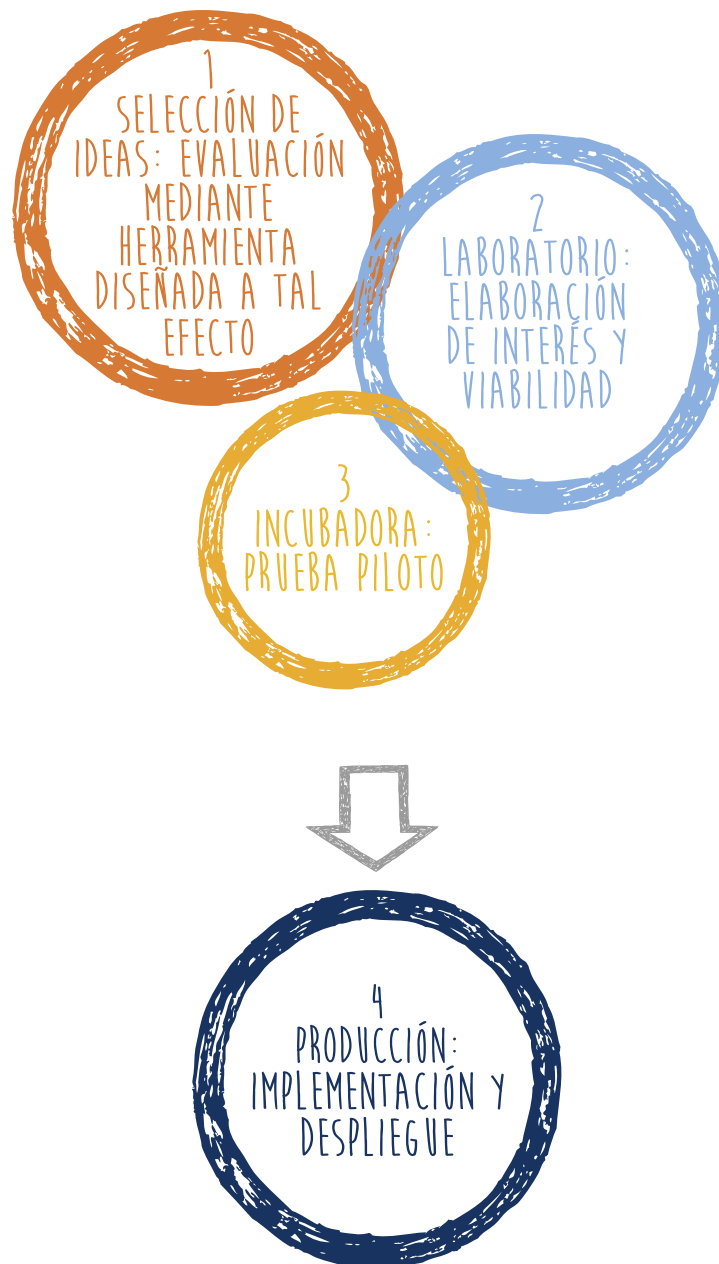 1
SELECCIÓN DE
IDEAS: EVALUACIÓN
MEDIANTE
HERRAMIENTA
DISEÑADA A TAL
EFECTO
2
LABORATORIO:
ELABORACIÓN
DE INTERÉS Y
VIABILIDAD
3
INCUBADORA:
PRUEBA PILOTO
4
PRODUCCIÓN:
IMPLEMENTACIÓN Y
DESPLIEGUE